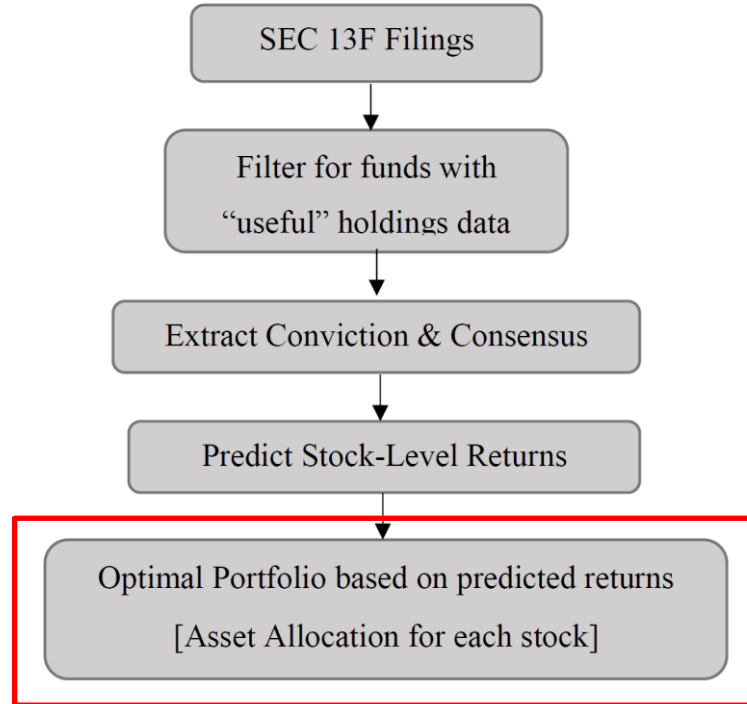 SEC 13F Filings
Filter for funds with
“useful” holdings data
Extract Conviction & Consensus
Predict Stock-Level Returns
Optimal Portfolio based on predicted returns
[Asset Allocation for each stock]